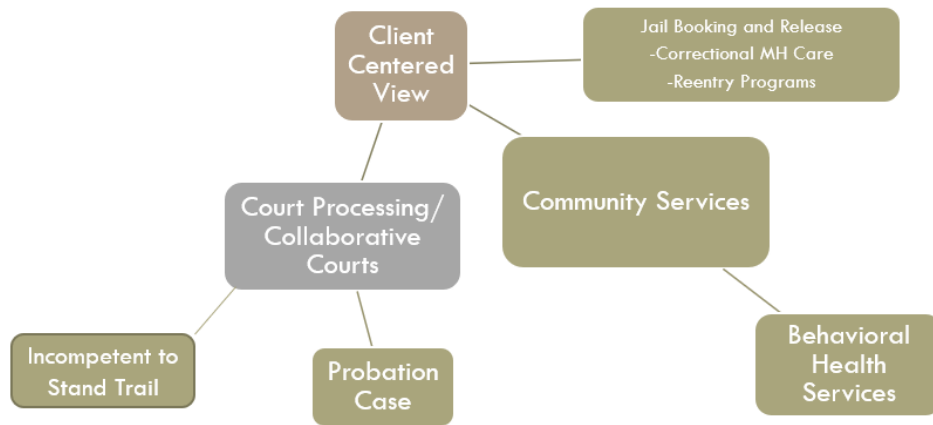 Client
Centered
View
Jail Booking and Release
-Correctional MH Care
-Reentry Programs
Court Processing/
Collaborative
Courts
Community Services
Incompetent to
Stand Trail
Probation
Case
Behavioral
Health
Services